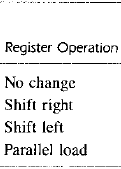 Register Operation
No change
Shift right
Shift left
Parallel load